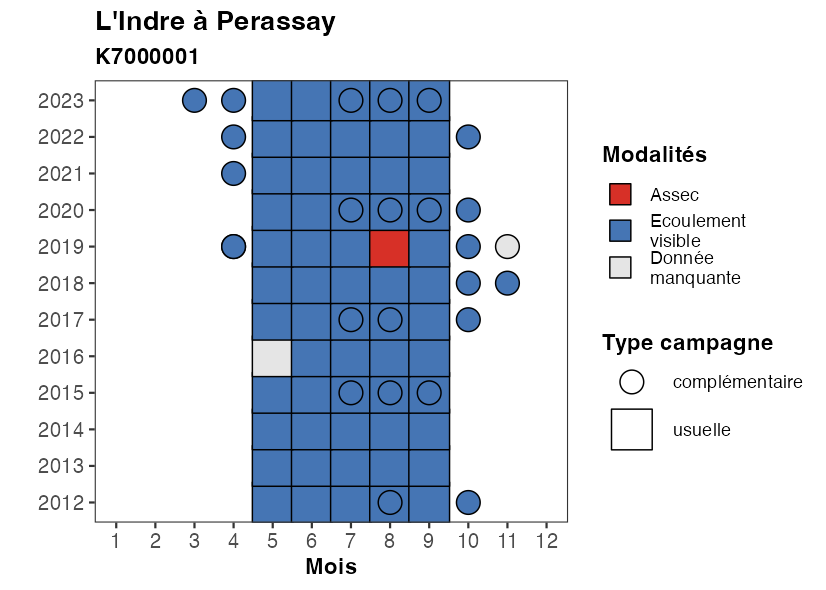 L'Indre à Perassay
K7000001
2023
2022
2021
2020
2019
2018
2017
2016
2015
2014
2013
2012
1 2 3 4 5 6 7 8 9 10 11 12
Mois
Modalités
Assec
Ecoulement
visible
Donnée
manquante
Type campagne
complémentaire
usuelle